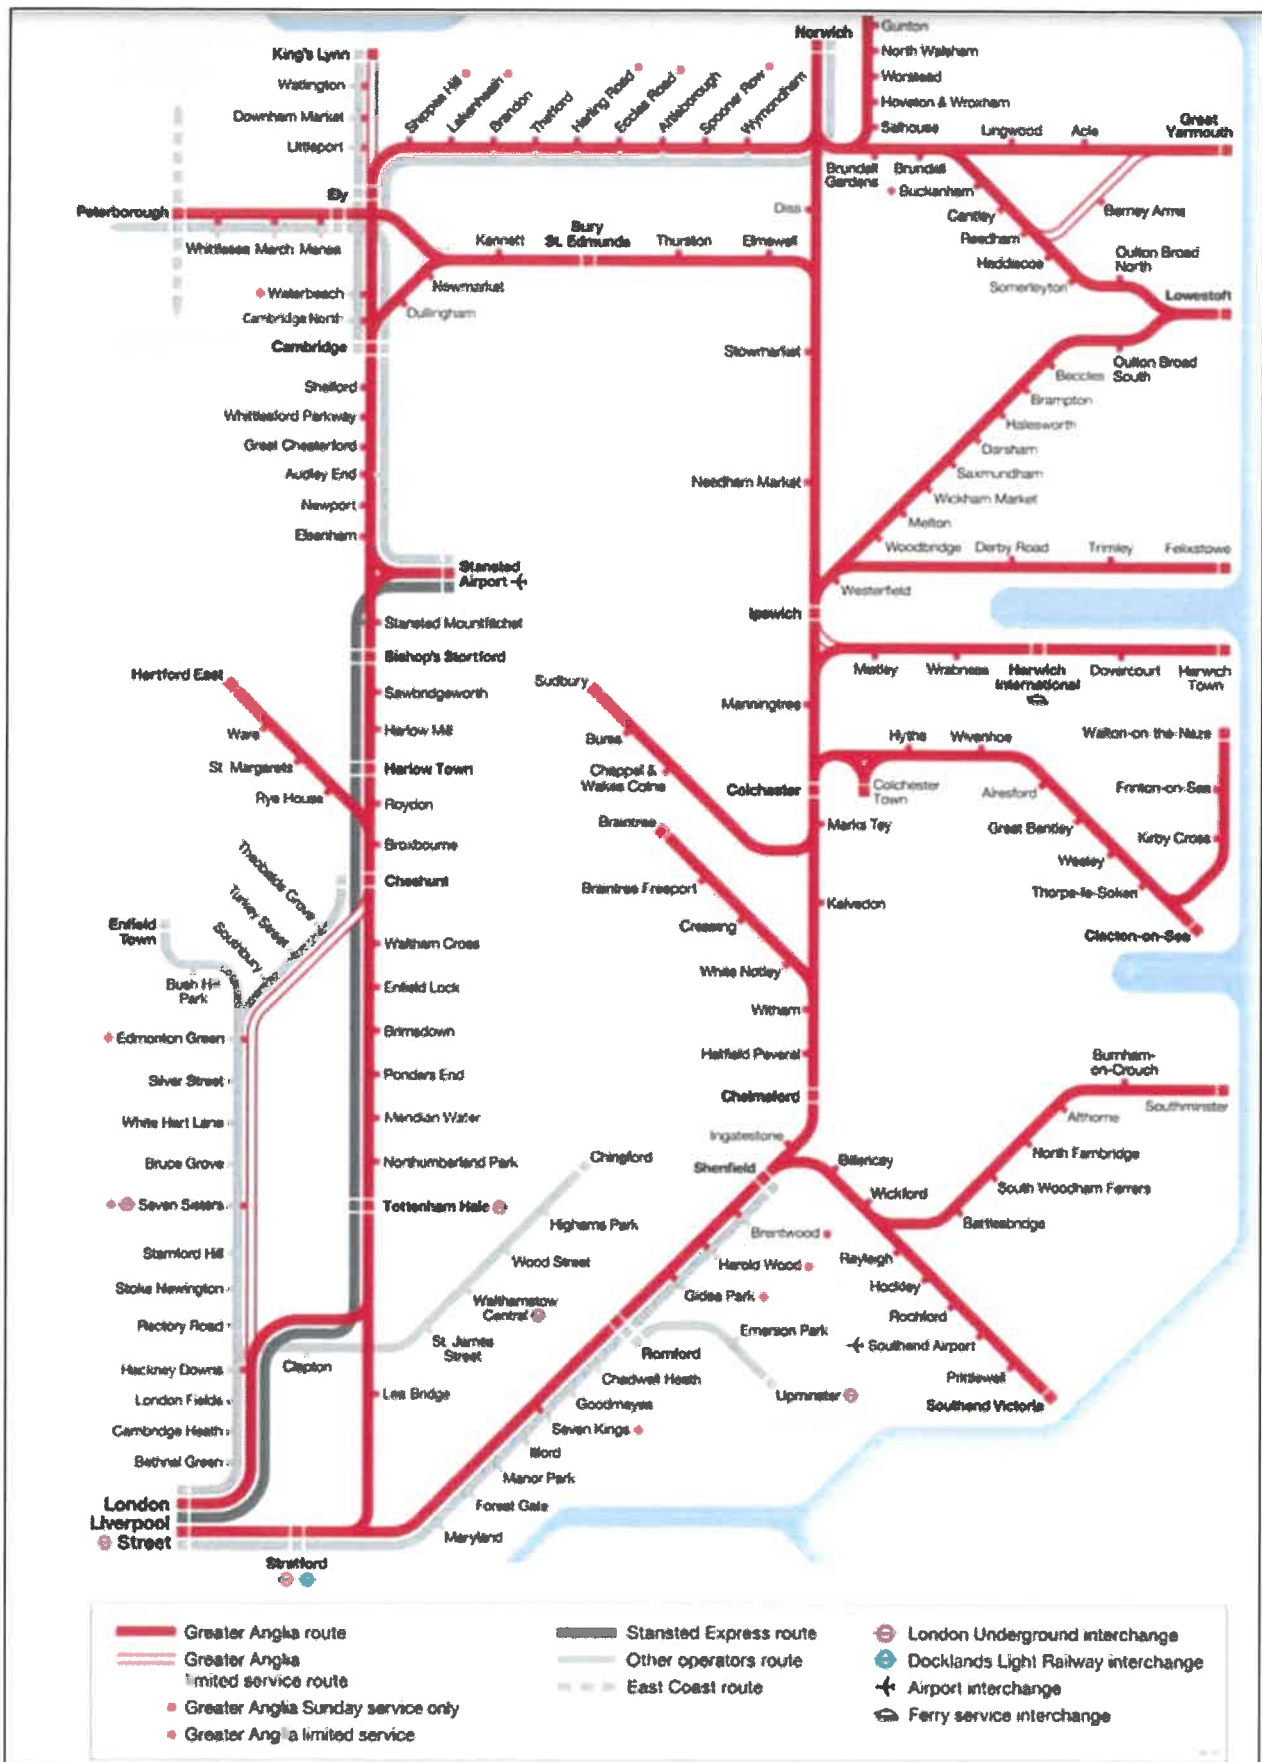 King's Lynn
Watlington
Downham Market
Littleport
Ely
Peterborough
Whittlesea March Manea
Waterbeach
Cambridge North
Cambridge
Shelford
Whittlesford Parkway
Great Chesterford
Audley End
Newport
Elsenham
Stansted
Airport
Stansted Mountfitchet
Bishop's Stortford
Sawbridgeworth
Harlow Mill
Harlow Town
Roydon
Broxbourne
Cheshunt
Waltham Cross
Enfield Lock
Brimsdown
Ponders End
Meridian Water
Northumberland Park
Tottenham Hale
Lea Bridge
Hertford East
Ware
St Margarets
Rye House
Theobalds Grove
Turkey Street
Southbury
Enfield
Town
Bush Hill
Park
Edmonton Green
Silver Street
White Hart Lane
Bruce Grove
Seven Sisters
Stamford Hill
Stoke Newington
Rectory Road
Hackney Downs
London Fields
Cambridge Heath
Bethnal Green
London
Liverpool
Street
Stratford
Clapton
St. James
Street
Walthamstow
Central
Wood Street
Highams Park
Chingford
Shippea Hill
Lakenheath
Brandon
Thetford
Harling Road
Eccles Road
Attleborough
Spooner Row
Wymondham
Norwich
Kennett
Bury
St. Edmunds
Thurston
Elmswell
Newmarket
Dullingham
Diss
Stowmarket
Needham Market
Ipswich
Manningtree
Colchester
Marks Tey
Kelvedon
Witham
Hatfield Peverel
Chelmsford
Ingatestone
Shenfield
Brentwood
Harold Wood
Gidea Park
Romford
Emerson Park
Upminster
Chadwell Heath
Goodmayes
Seven Kings
Ilford
Manor Park
Forest Gate
Maryland
Gunton
North Walsham
Worstead
Hoveton & Wroxham
Salhouse
Lingwood
Acle
Great
Yarmouth
Brundall
Gardens
Brundall
Buckenham
Cantley
Reedham
Haddiscoe
Somerleyton
Berney Arms
Oulton Broad
North
Lowestoft
Oulton Broad
South
Beccles
Brampton
Halesworth
Darsham
Saxmundham
Wickham Market
Melton
Woodbridge
Derby Road
Trimley
Felixstowe
Westerfield
Mistley
Wrabness
Harwich
International
Dovercourt
Harwich
Town
Sudbury
Bures
Chappel &
Wakes Colne
Braintree
Braintree Freeport
Cressing
White Notley
Hythe
Wivenhoe
Colchester
Town
Alresford
Great Bentley
Weeley
Thorpe-le-Soken
Clacton-on-Sea
Walton-on the-Naze
Frinton-on-Sea
Kirby Cross
Billericay
Wickford
Battlesbridge
South Woodham Ferrers
North Fambridge
Althorne
Burnham-
on-Crouch
Southminster
Rayleigh
Hockley
Rochford
Southend Airport
Prittlewell
Southend Victoria
Greater Anglia route
Greater Anglia
limited service route
Greater Anglia Sunday service only
Greater Anglia limited service
Stansted Express route
Other operators route
East Coast route
London Underground interchange
Docklands Light Railway interchange
Airport interchange
Ferry service interchange